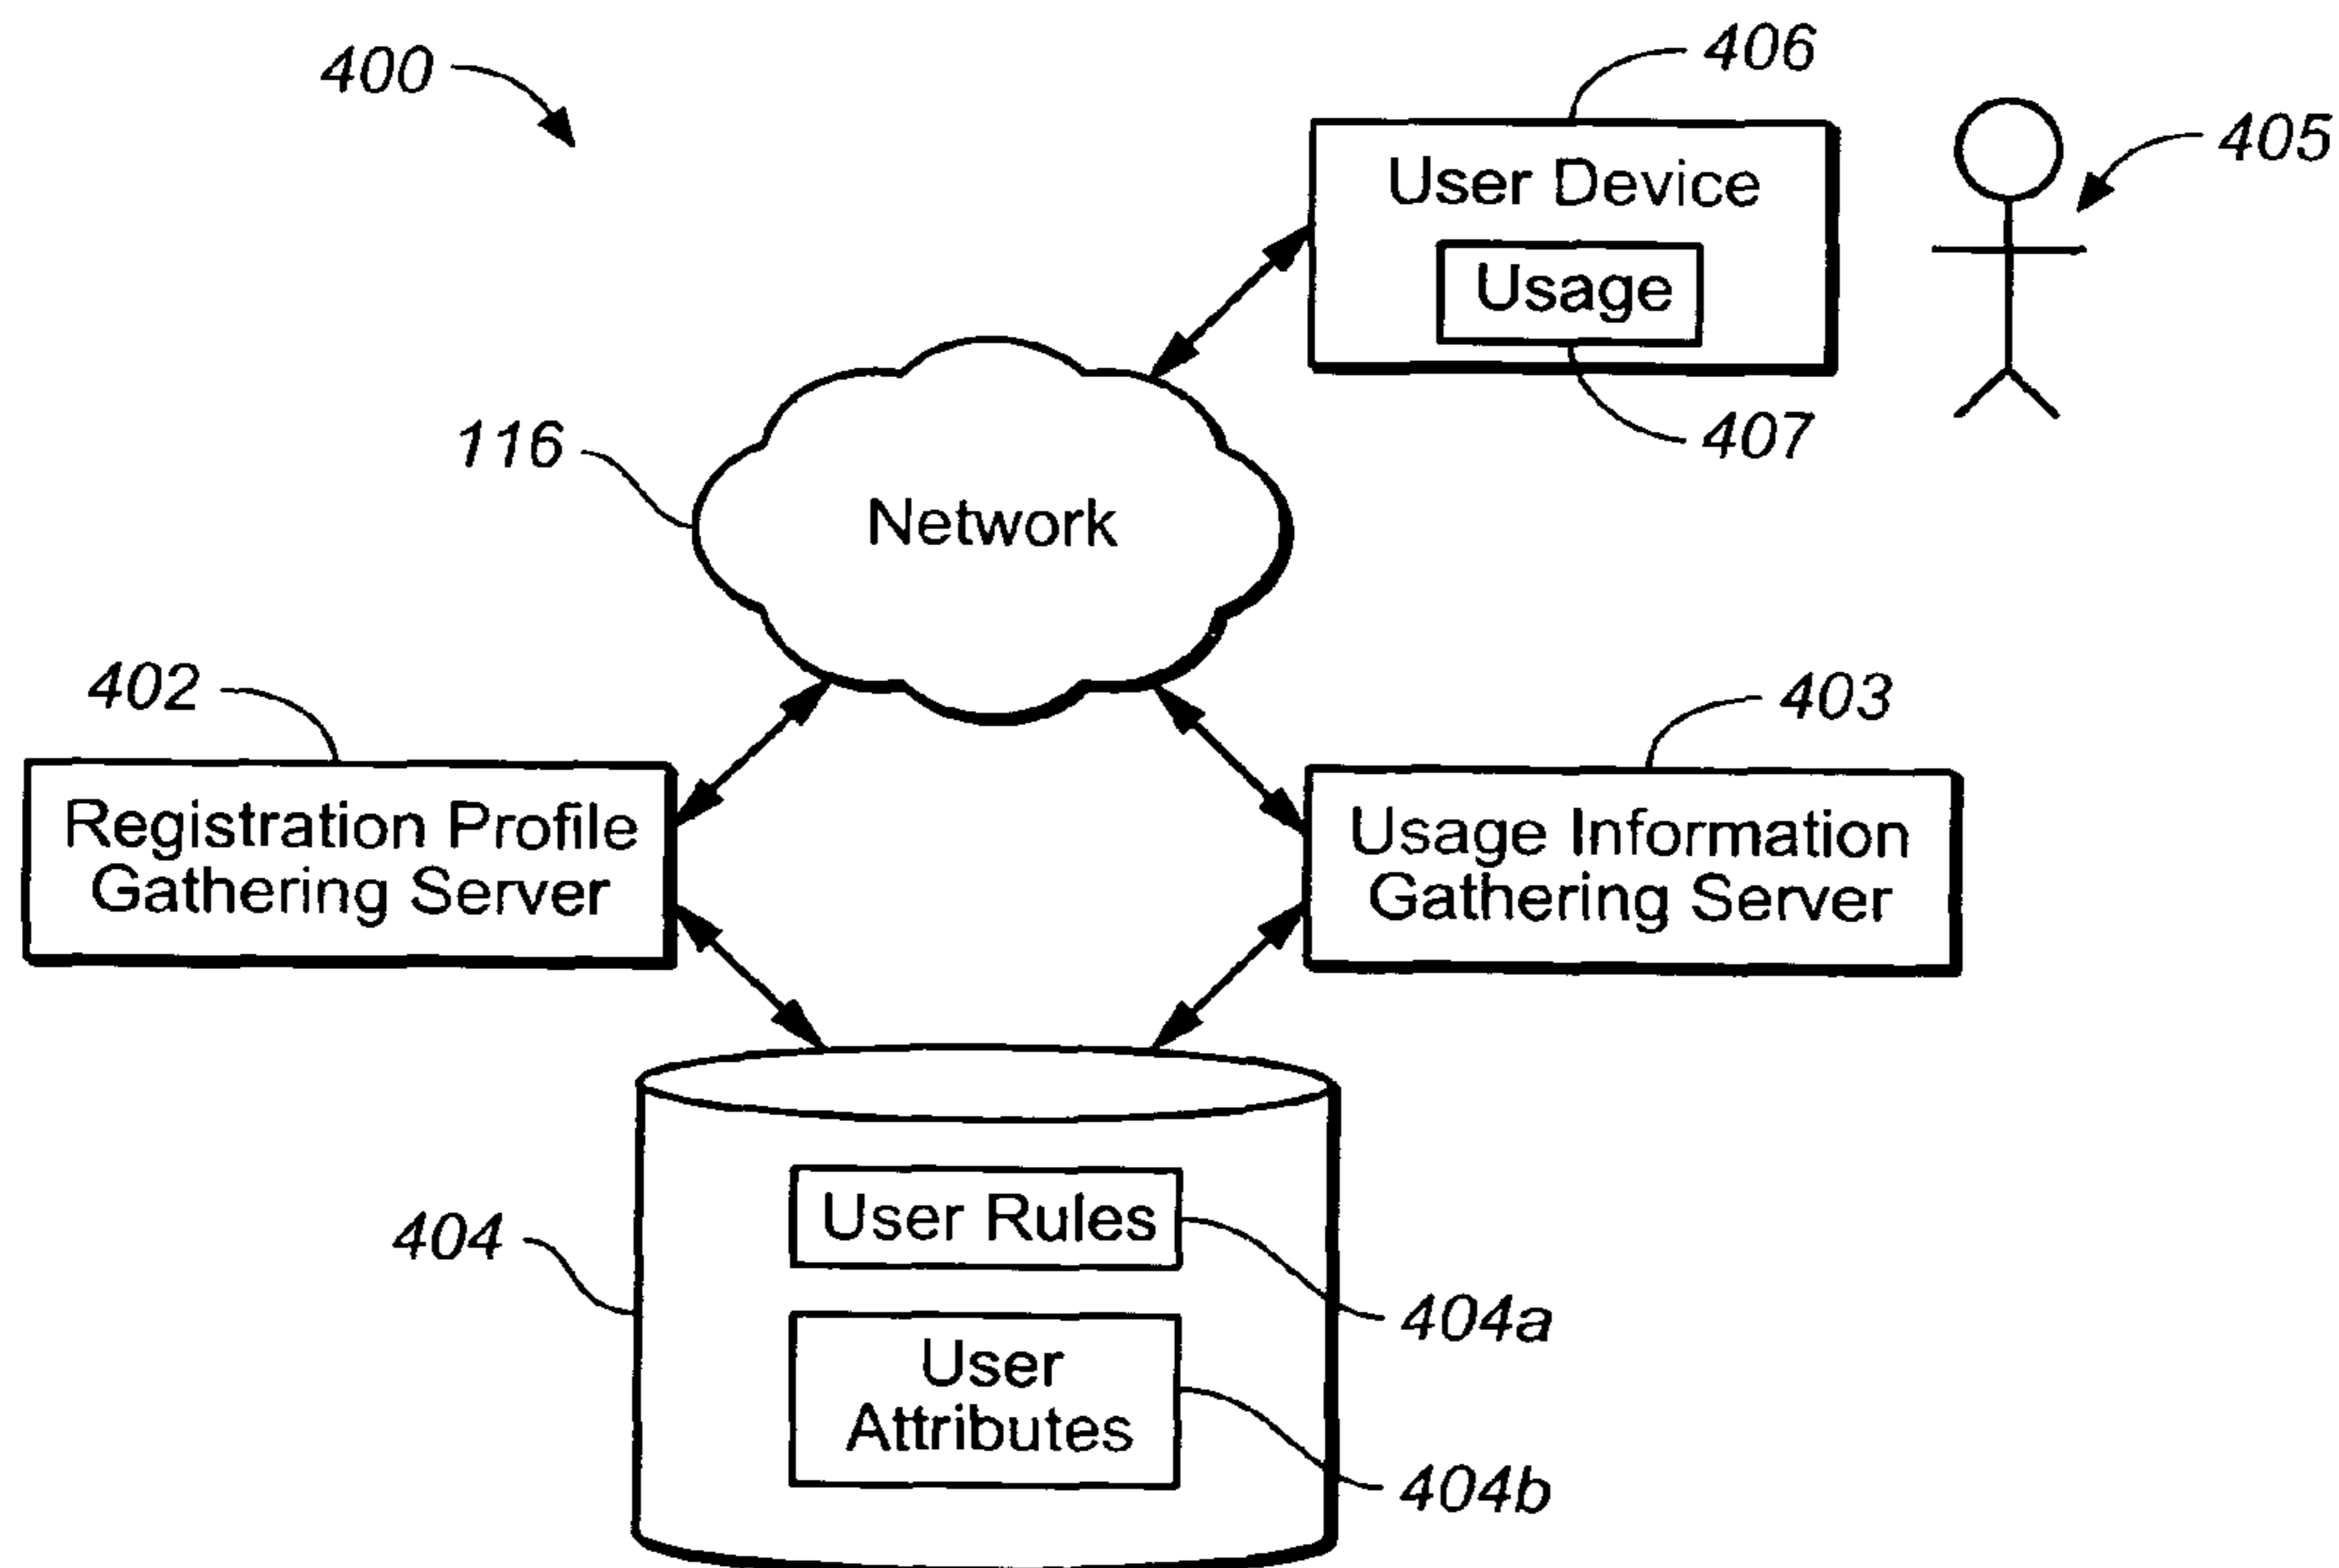 400
406
405
User Device
Usage
407
116
Network
402
403
Registration Profile
Gathering Server
Usage Information
Gathering Server
404
User Rules
404a
User
Attributes
404b